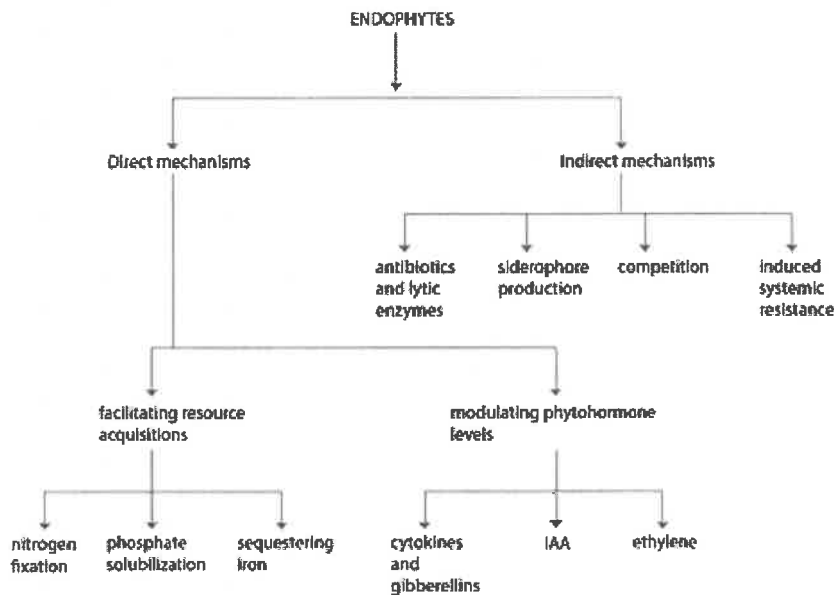 ENDOPHYTES
Direct mechanisms
Indirect mechanisms
antibiotics
and lytic
enzymes
siderophore
production
competition
induced
systemic
resistance
facilitating resource
acquisitions
modulating phytohormone
levels
nitrogen
fixation
phosphate
solubilization
sequestering
iron
cytokines
and
gibberellins
IAA
ethylene